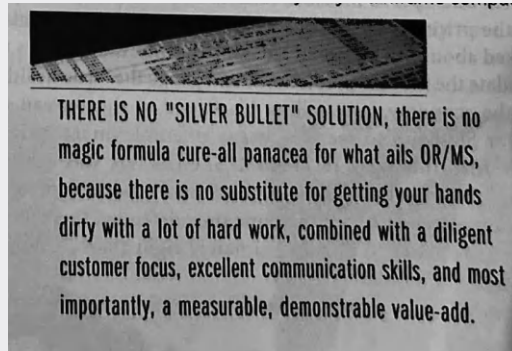 THERE IS NO "SILVER BULLET" SOLUTION, there is no
magic formula cure-all panacea for what ails OR/MS,
because there is no substitute for getting your hands
dirty with a lot of hard work, combined with a diligent
customer focus, excellent communication skills, and most
importantly, a measurable, demonstrable value-add.